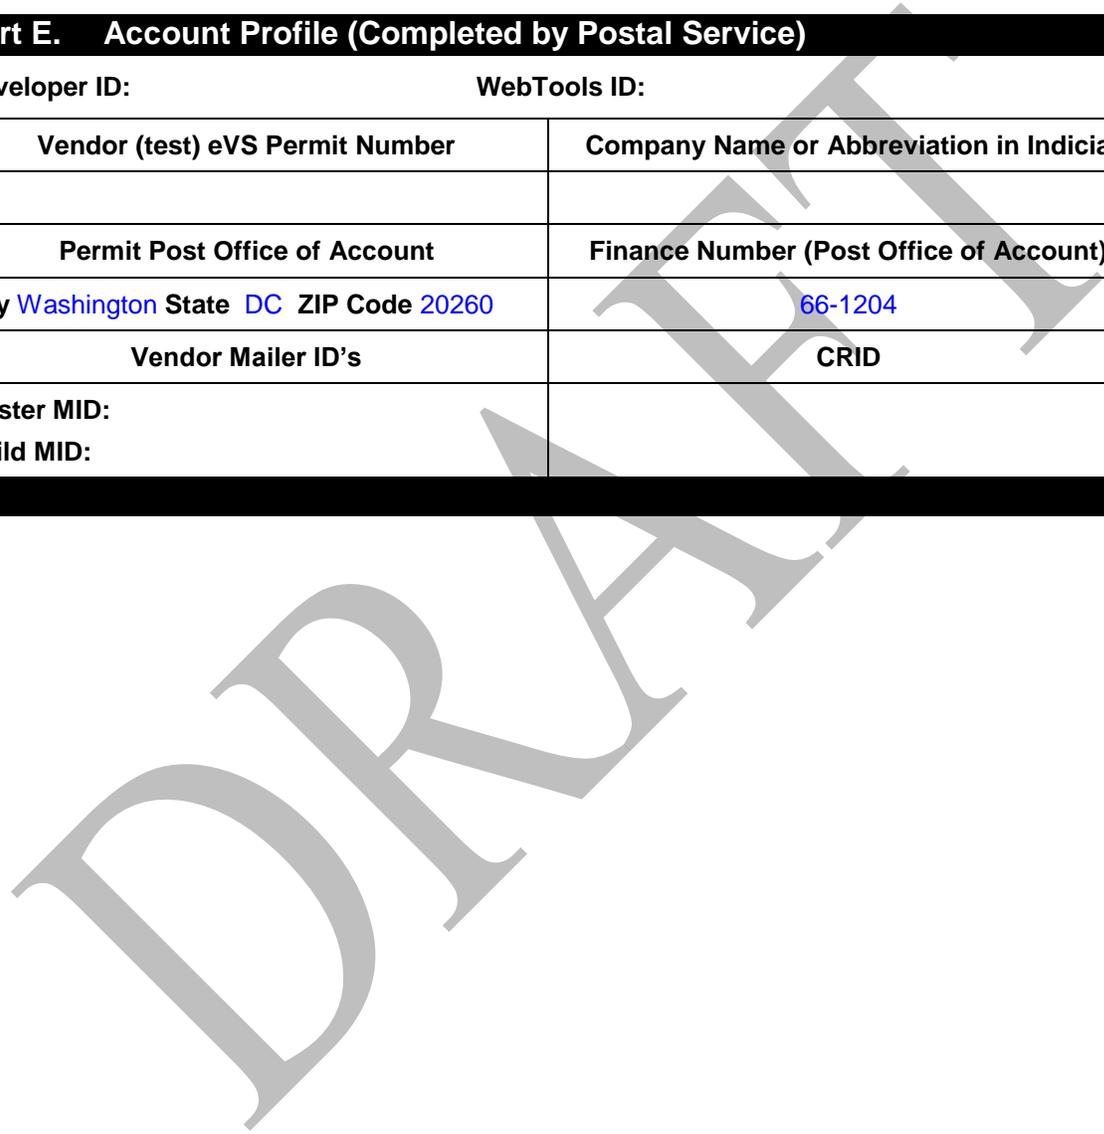 rt E. Account Profile (Completed by Postal Service)
veloper ID: WebTools ID:
Vendor (test) eVS Permit Number Company Name or Abbreviation in Indicia
Permit Post Office of Account Finance Number (Post Office of Account)
y Washington State DC ZIP Code 20260 66-1204
Vendor Mailer ID’s CRID
ster MID:
ild MID:
DRAFT